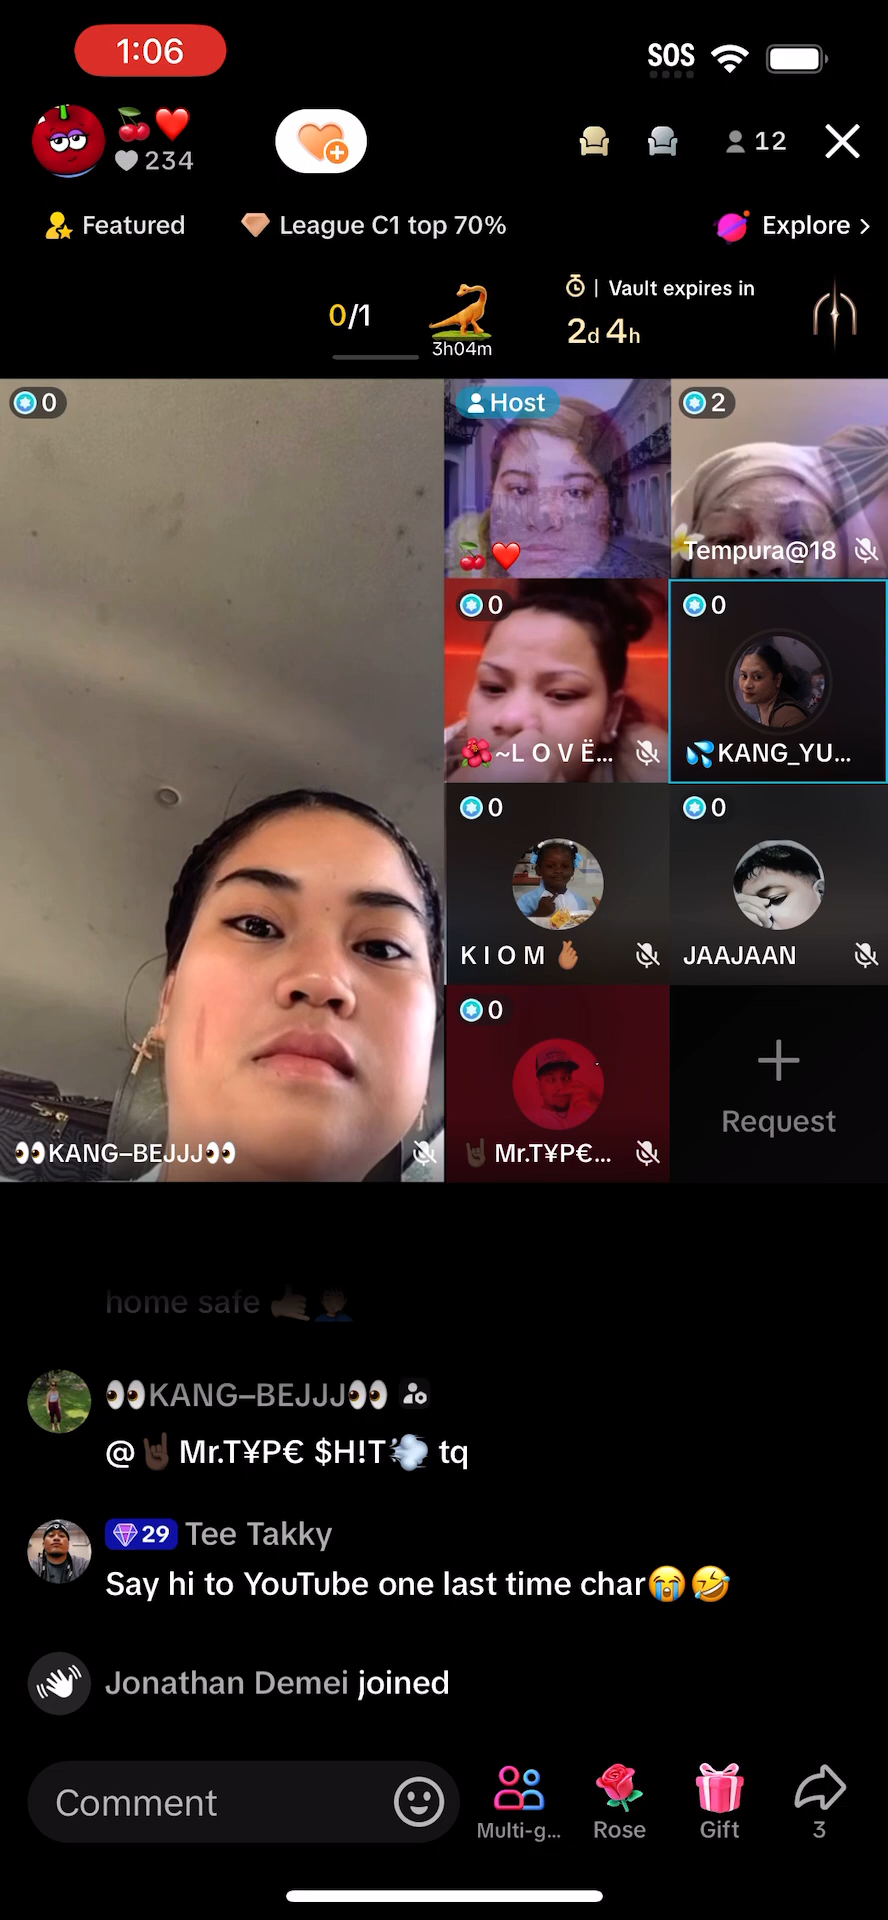 1:06
SOS
🍒❤️
234
12
Featured
League C1 top 70%
Explore >
0/1
3h04m
| Vault expires in
2d 4h
0
Host
2
🍒❤️
Tempura@18
0
0
🌺~L O V Ë...
💦KANG_YU...
0
0
K I O M 🫰🏽
JAAJAAN
0
+
Request
👀KANG–BEJJJ👀
🤘🏿Mr.T¥P€...
home safe 🤙🏽🤦🏽‍♂️
👀KANG–BEJJJ👀
@🤘🏿Mr.T¥P€ $H!T💨 tq
29 Tee Takky
Say hi to YouTube one last time char😭🤣
Jonathan Demei joined
Comment
Multi-g...
Rose
Gift
3